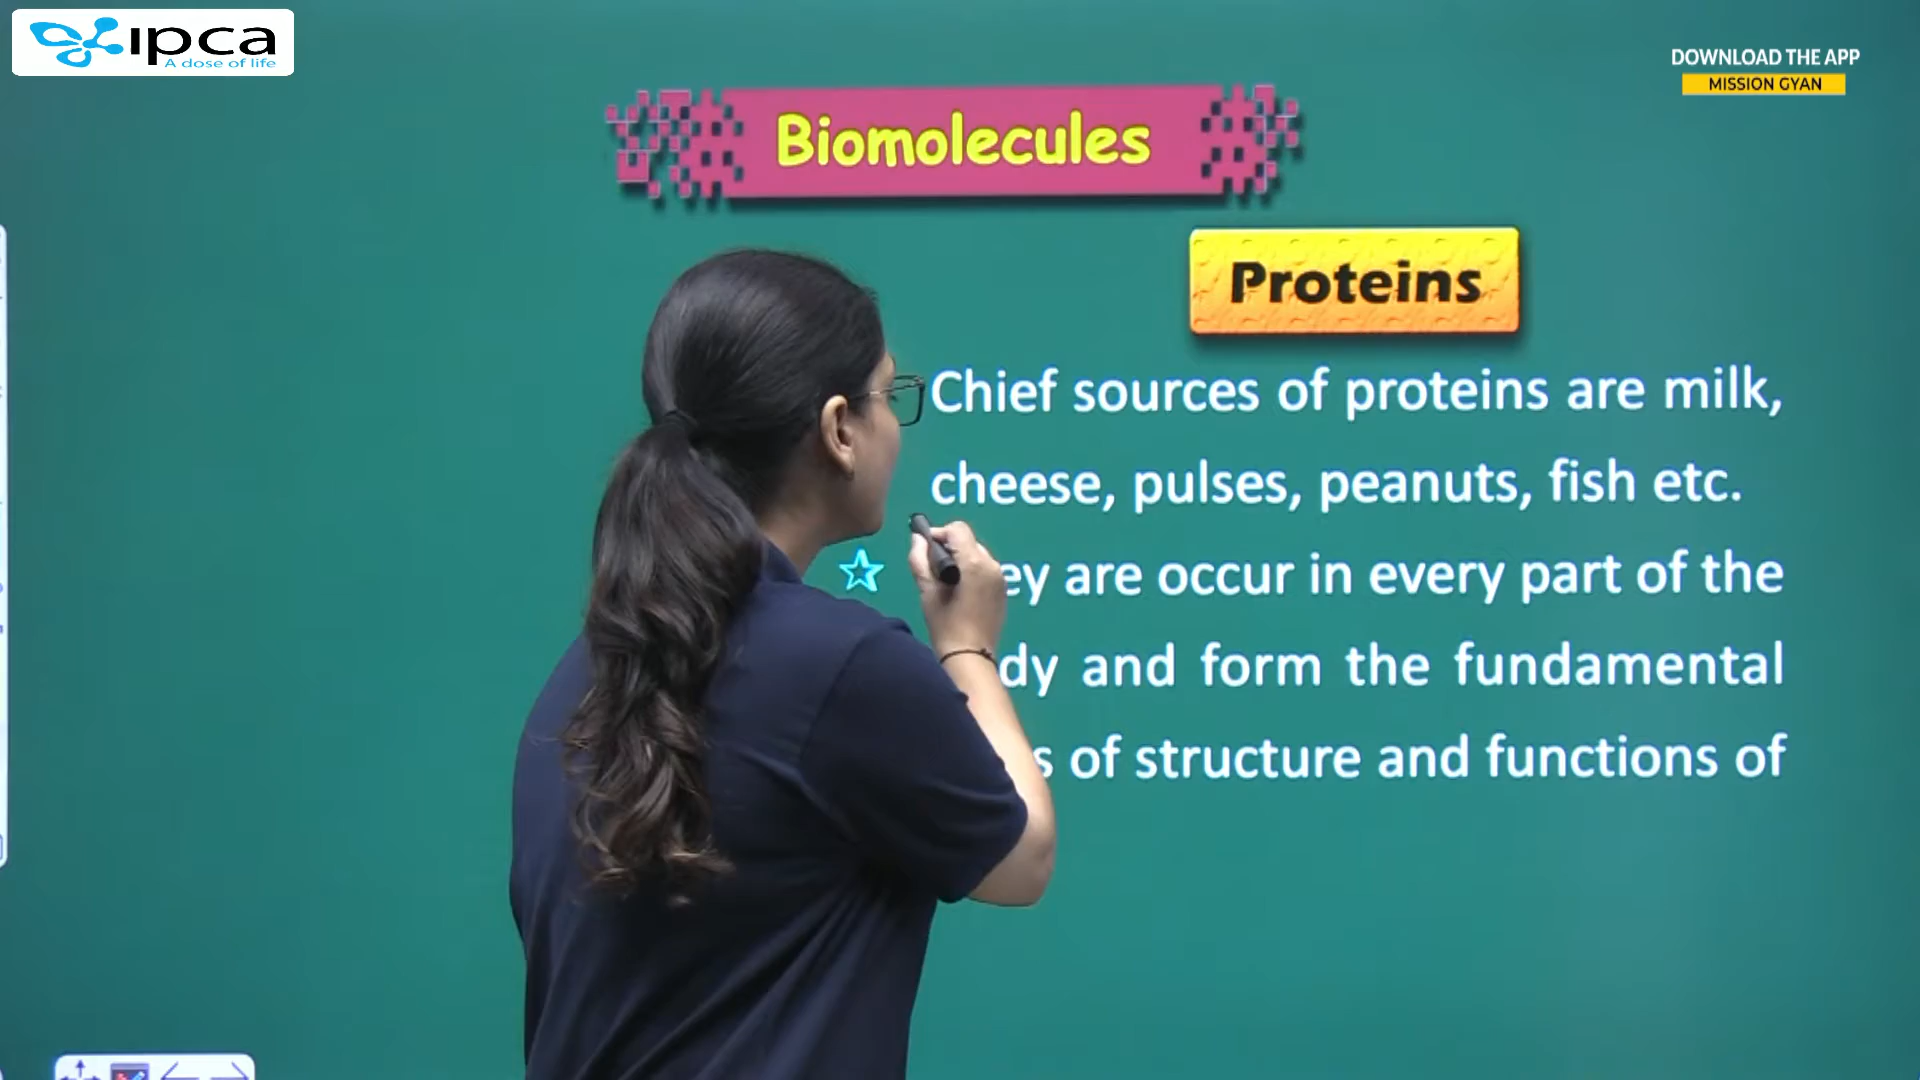 ipca
A dose of life
DOWNLOAD THE APP
MISSION GYAN
Biomolecules
Proteins
Chief sources of proteins are milk,
cheese, pulses, peanuts, fish etc.
are occur in every part of the
and form the fundamental
of structure and functions of